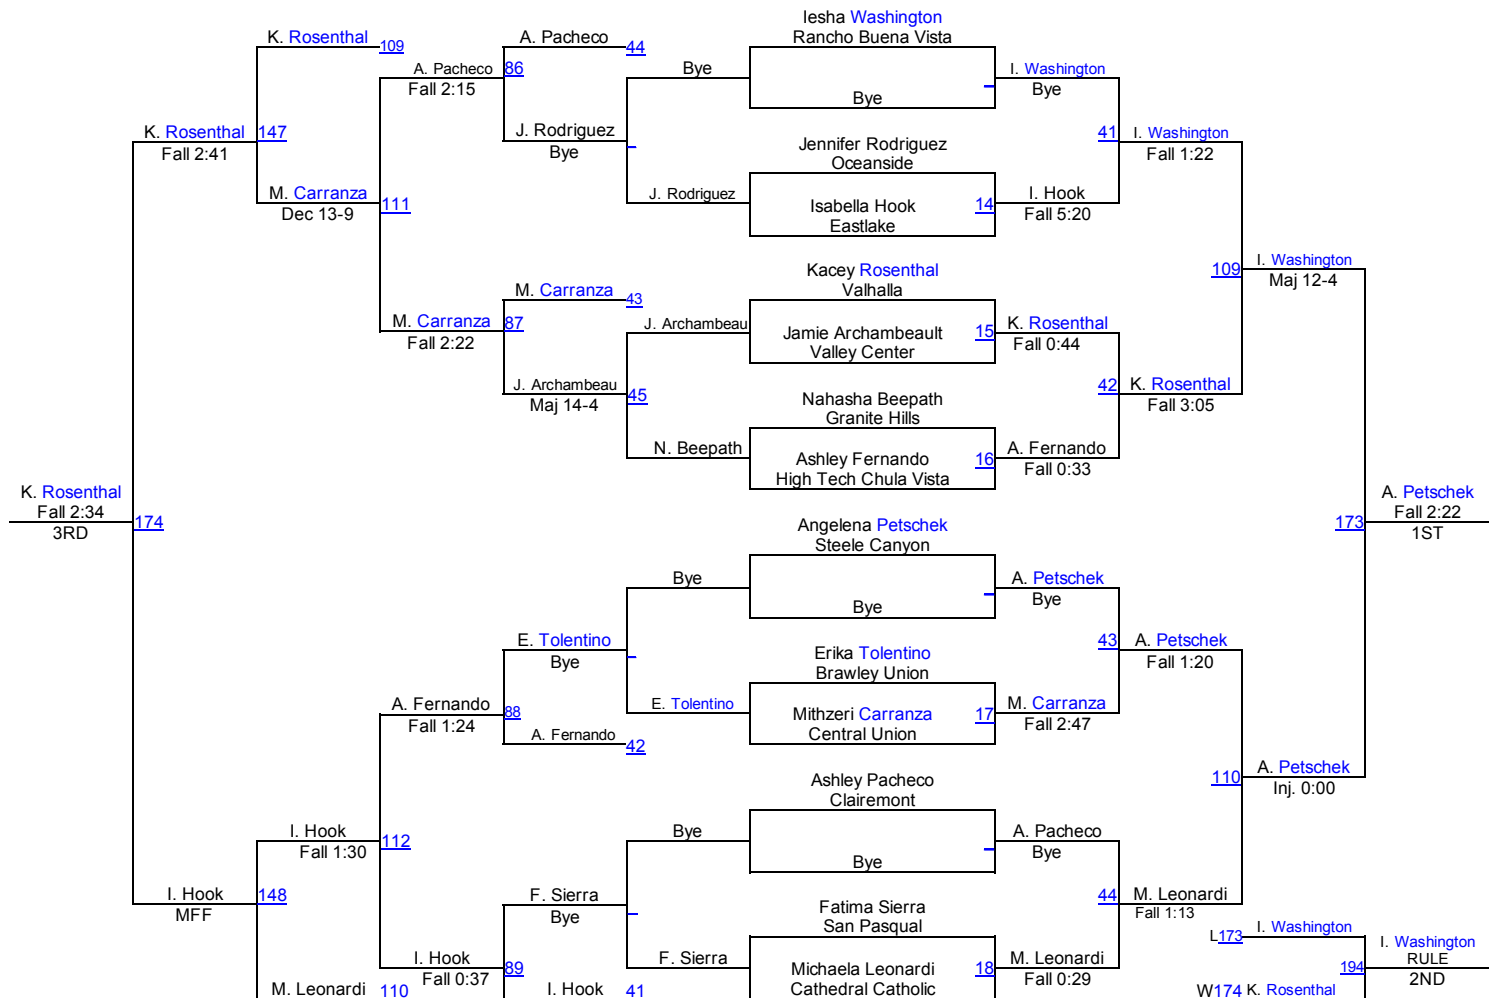 Iesha Washington
K. Rosenthal 109
A. Pacheco 44
Rancho Buena Vista
A. Pacheco 86
Bye
I. Washington
Fall 2:15
Bye
Bye
K. Rosenthal 147
J. Rodriguez
41 I. Washington
Fall 2:41
Bye
Jennifer Rodriguez
Fall 1:22
Oceanside
M. Carranza
J. Rodriguez
I. Hook
Dec 13-9
111
Isabella Hook 14
Fall 5:20
Eastlake
109 I. Washington
Kacey Rosenthal
Maj 12-4
M. Carranza 43
Valhalla
M. Carranza 87
J. Archambeau
Jamie Archambeault 15
K. Rosenthal
Fall 2:22
Valley Center
Fall 0:44
J. Archambeau 45
42 K. Rosenthal
Maj 14-4
Nahasha Beepath
Fall 3:05
Granite Hills
N. Beepath
Ashley Fernando 16
A. Fernando
High Tech Chula Vista
Fall 0:33
K. Rosenthal
A. Petschek
Fall 2:34
Fall 2:22
174
173
3RD
1ST
Angelena Petschek
Steele Canyon
Bye
A. Petschek
Bye
Bye
E. Tolentino
43 A. Petschek
Bye
Erika Tolentino
Fall 1:20
Brawley Union
A. Fernando 88
E. Tolentino
Mithzeri Carranza 17
M. Carranza
Fall 1:24
Central Union
Fall 2:47
A. Fernando 42
110 A. Petschek
Ashley Pacheco
Inj. 0:00
Clairemont
I. Hook 112
Bye
A. Pacheco
Fall 1:30
Bye
Bye
I. Hook 148
F. Sierra
44 M. Leonardi
MFF
Bye
Fatima Sierra
Fall 1:13
San Pasqual
L173 I. Washington
I. Washington
I. Hook 89
F. Sierra
Michaela Leonardi 18
M. Leonardi
194
RULE
Fall 0:37
Cathedral Catholic
Fall 0:29
2ND
M. Leonardi 110
I. Hook 41
W174 K. Rosenthal